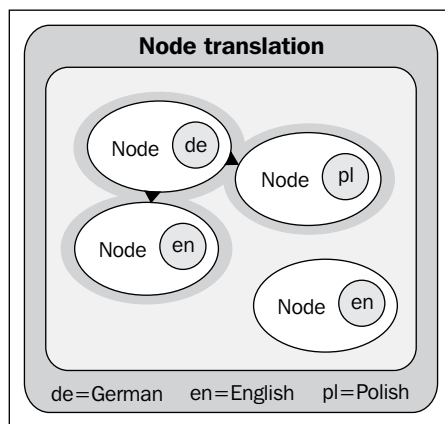 Node translation
Node de
Node pl
Node en
Node en
de=German en=English pl=Polish